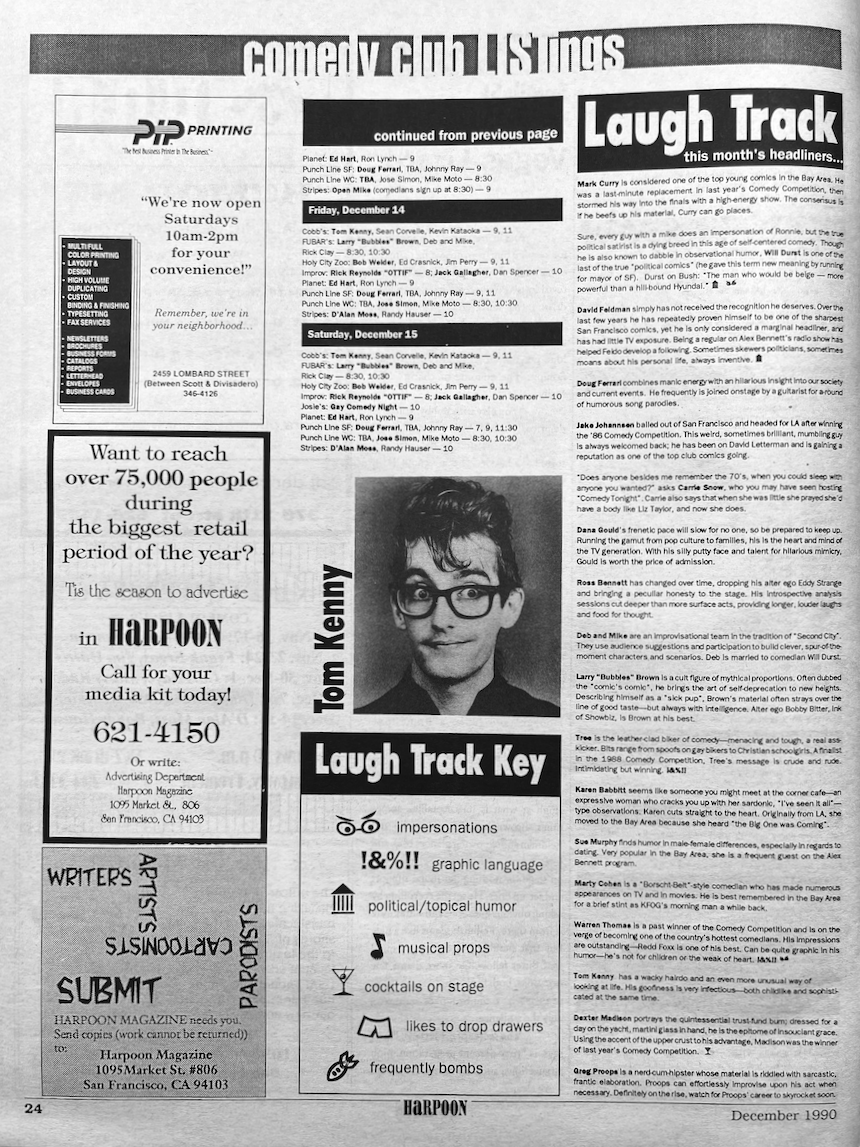 comedy club LISTings
PIP PRINTING
"The Best Business Printer In The Business."
"We're now open
Saturdays
10am-2pm
for your
convenience!"
• MULTI/FULL
COLOR PRINTING
• LAYOUT &
DESIGN
• HIGH VOLUME
DUPLICATING
• CUSTOM
BINDING & FINISHING
• TYPESETTING
• FAX SERVICES
• NEWSLETTERS
• BROCHURES
• BUSINESS FORMS
• CATALOGS
• REPORTS
• LETTERHEAD
• ENVELOPES
• BUSINESS CARDS
Remember, we're in
your neighborhood...
2459 LOMBARD STREET
(Between Scott & Divisadero)
346-4126
Want to reach
over 75,000 people
during
the biggest retail
period of the year?
Tis the season to advertise
in HARPOON
Call for your
media kit today!
621-4150
Or write:
Advertising Department
Harpoon Magazine
1095 Market St., 806
San Francisco, CA 94103
WRITERS
ARTISTS
CARTOONISTS
PARODISTS
SUBMIT
HARPOON MAGAZINE needs you.
Send copies (work cannot be returned))
to:
Harpoon Magazine
1095Market St. #806
San Francisco, CA 94103
continued from previous page
Planet: Ed Hart, Ron Lynch — 9
Punch Line SF: Doug Ferrari, TBA, Johnny Ray — 9
Punch Line WC: TBA, Jose Simon, Mike Moto — 8:30
Stripes: Open Mike (comedians sign up at 8:30) — 9
Friday, December 14
Cobb's: Tom Kenny, Sean Corvelle, Kevin Kataoka — 9, 11
FUBAR's: Larry "Bubbles" Brown, Deb and Mike,
Rick Clay — 8:30, 10:30
Holy City Zoo: Bob Welder, Ed Crasnick, Jim Perry — 9, 11
Improv: Rick Reynolds "OTTIF" — 8; Jack Gallagher, Dan Spencer — 10
Planet: Ed Hart, Ron Lynch — 9
Punch Line SF: Doug Ferrari, TBA, Johnny Ray — 9, 11
Punch Line WC: TBA, Jose Simon, Mike Moto — 8:30, 10:30
Stripes: D'Alan Moss, Randy Hauser — 10
Saturday, December 15
Cobb's: Tom Kenny, Sean Corvelle, Kevin Kataoka — 9, 11
FUBAR's: Larry "Bubbles" Brown, Deb and Mike,
Rick Clay — 8:30, 10:30
Holy City Zoo: Bob Welder, Ed Crasnick, Jim Perry — 9, 11
Improv: Rick Reynolds "OTTIF" — 8; Jack Gallagher, Dan Spencer — 10
Josie's: Gay Comedy Night — 10
Planet: Ed Hart, Ron Lynch — 9
Punch Line SF: Doug Ferrari, TBA, Johnny Ray — 7, 9, 11:30
Punch Line WC: TBA, Jose Simon, Mike Moto — 8:30, 10:30
Stripes: D'Alan Moss, Randy Hauser — 10
Tom Kenny
Laugh Track Key
impersonations
!&%!! graphic language
political/topical humor
musical props
cocktails on stage
likes to drop drawers
frequently bombs
Laugh Track
this month's headliners...
Mark Curry is considered one of the top young comics in the Bay Area. He
was a last-minute replacement in last year's Comedy Competition, then
stormed his way into the finals with a high-energy show. The consensus is
if he beefs up his material, Curry can go places.
Sure, every guy with a mike does an impersonation of Ronnie, but the true
political satirist is a dying breed in this age of self-centered comedy. Though
he is also known to dabble in observational humor, Will Durst is one of the
last of the true "political comics" (he gave this term new meaning by running
for mayor of SF). Durst on Bush: "The man who would be beige — more
powerful than a hill-bound Hyundai."
David Feldman simply has not received the recognition he deserves. Over the
last few years he has repeatedly proven himself to be one of the sharpest
San Francisco comics, yet he is only considered a marginal headliner, and
has had little TV exposure. Being a regular on Alex Bennett's radio show has
helped Feldo develop a following. Sometimes skewers politicians, sometimes
moans about his personal life, always inventive.
Doug Ferrari combines manic energy with an hilarious insight into our society
and current events. He is frequently joined onstage by a guitarist for a round
of humorous song parodies.
Jake Johannsen bailed out of San Francisco and headed for LA after winning
the '86 Comedy Competition. This weird, sometimes brilliant, mumbling guy
is always welcomed back; he has been on David Letterman and is gaining a
reputation as one of the top club comics going.
"Does anyone besides me remember the 70's, when you could sleep with
anyone you wanted?" asks Carrie Snow, who you may have seen hosting
"Comedy Tonight". Carrie also says that when she was little she prayed she'd
have a body like Liz Taylor, and now she does.
Dana Gould's frenetic pace will slow for no one, so be prepared to keep up.
Running the gamut from pop culture to families, his is the heart and mind of
the TV generation. With his silly putty face and talent for hilarious mimicry,
Gould is worth the price of admission.
Ross Bennett has changed over time, dropping his alter ego Eddy Strange
and bringing a peculiar honesty to the stage. His introspective analysis
sessions cut deeper than more surface acts, providing longer, louder laughs
and food for thought.
Deb and Mike are an improvisational team in the tradition of "Second City".
They use audience suggestions and participation to build clever, spur-of-the-
moment characters and scenarios. Deb is married to comedian Will Durst.
Larry "Bubbles" Brown is a cult figure of mythical proportions. Often dubbed
the "comic's comic", he brings the art of self-deprecation to new heights.
Describing himself as a "sick pup", Brown's material often strays over the
line of good taste—but always with intelligence. Alter ego Bobby Bitter, Ink
of Showbiz, is Brown at his best.
Tree is the leather-clad biker of comedy—menacing and tough, a real ass-
kicker. Bits range from spoofs on gay bikers to Christian schoolgirls. A finalist
in the 1988 Comedy Competition, Tree's message is crude and rude.
Intimidating but winning. !&%!!
Karen Babbitt seems like someone you might meet at the corner cafe—an
expressive woman who cracks you up with her sardonic, "I've seen it all"—
type observations. Karen cuts straight to the heart. Originally from LA, she
moved to the Bay Area because she heard "the Big One was Coming".
Sue Murphy finds humor in male-female differences, especially in regards to
dating. Very popular in the Bay Area, she is a frequent guest on the Alex
Bennett program.
Marty Cohen is a "Borscht-Belt"-style comedian who has made numerous
appearances on TV and in movies. He is best remembered in the Bay Area
for a brief stint as KFOG's morning man a while back.
Warren Thomas is a past winner of the Comedy Competition and is on the
verge of becoming one of the country's hottest comedians. His impressions
are outstanding—Redd Foxx is one of his best. Can be quite graphic in his
humor—he's not for children or the weak of heart. !&%!!
Tom Kenny has a wacky hairdo and an even more unusual way of
looking at life. His goofiness is very infectious—both childlike and sophisti-
cated at the same time.
Dexter Madison portrays the quintessential trust-fund bum; dressed for a
day on the yacht, martini glass in hand, he is the epitome of insouciant grace.
Using the accent of the upper crust to his advantage, Madison was the winner
of last year's Comedy Competition.
Greg Proops is a nerd-cum-hipster whose material is riddled with sarcastic,
frantic elaboration. Proops can effortlessly improvise upon his act when
necessary. Definitely on the rise, watch for Proops' career to skyrocket soon.
24
HARPOON
December 1990